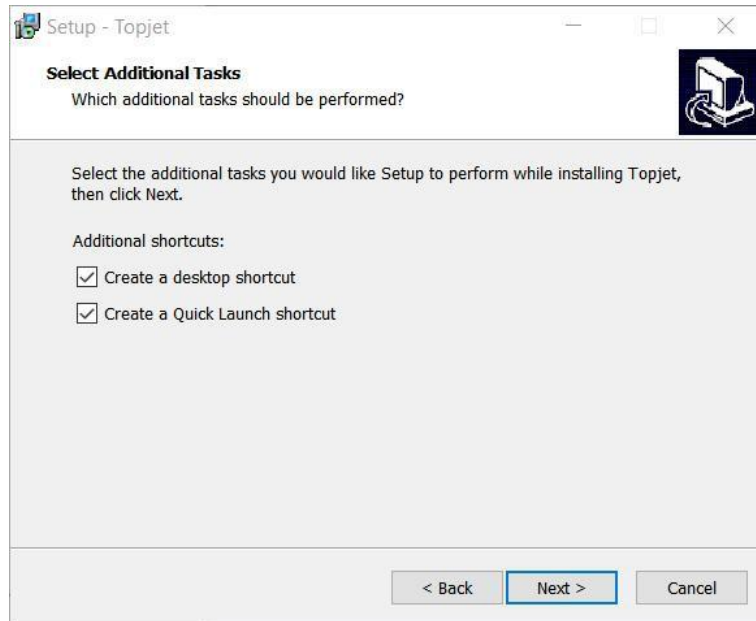 Setup - Topjet
Select Additional Tasks
Which additional tasks should be performed?
Select the additional tasks you would like Setup to perform while installing Topjet,
then click Next.
Additional shortcuts:
Create a desktop shortcut
Create a Quick Launch shortcut
< Back
Next >
Cancel